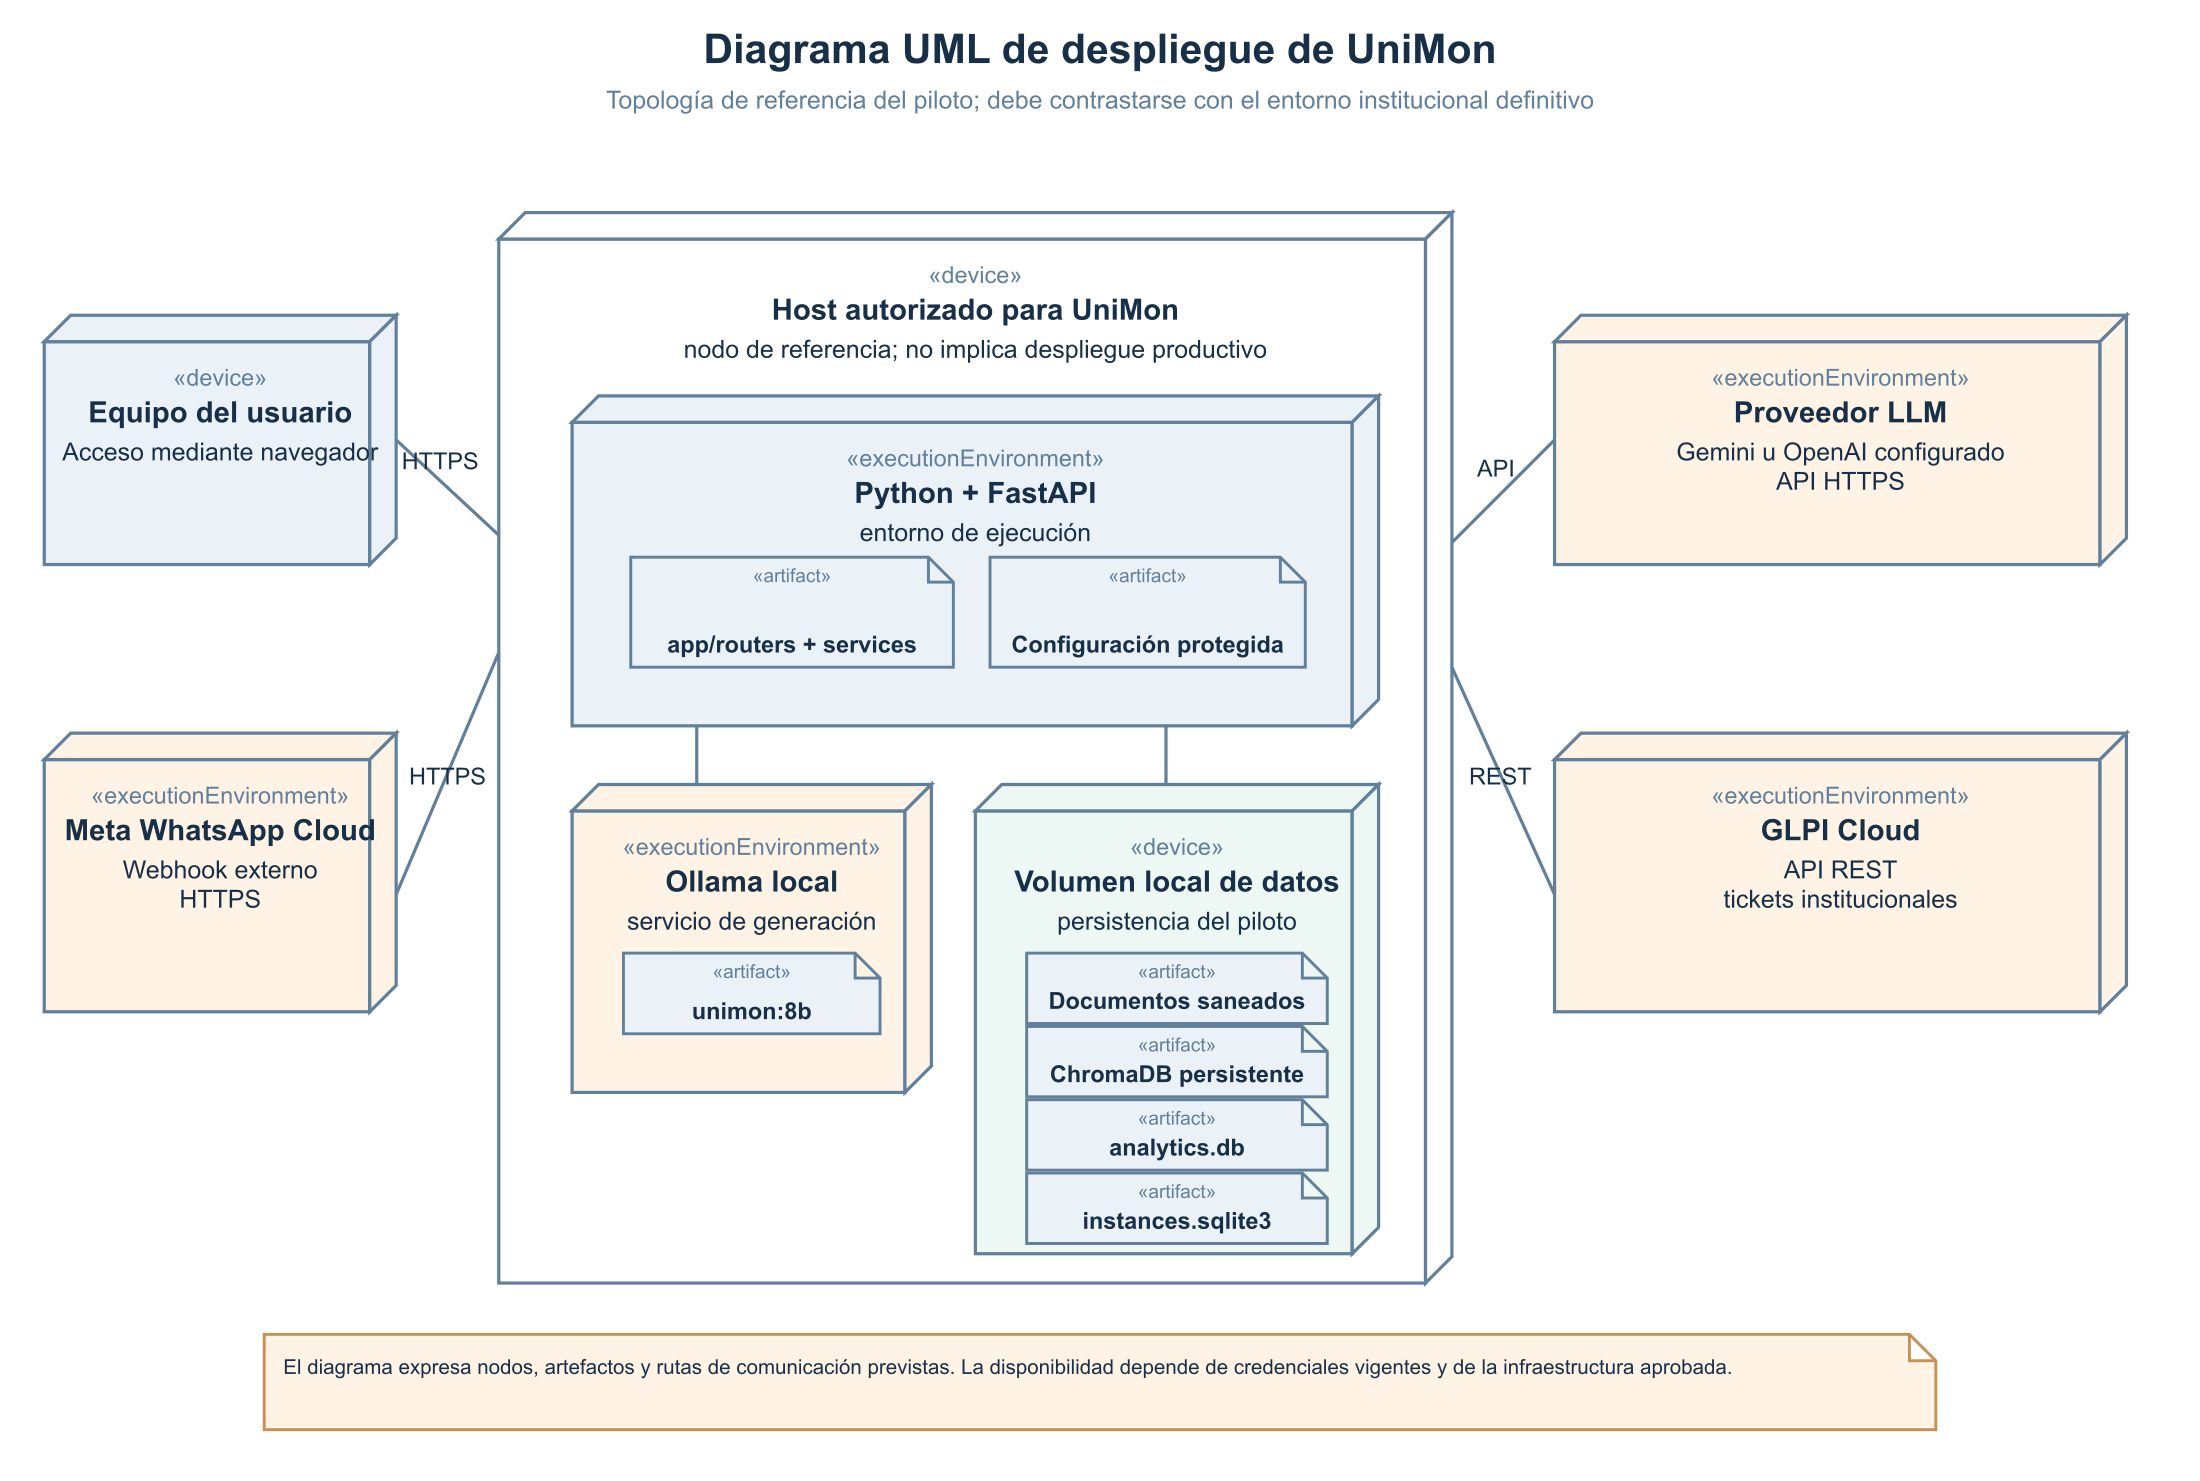 Diagrama UML de despliegue de UniMon
Topología de referencia del piloto; debe contrastarse con el entorno institucional definitivo
«device»
Equipo del usuario
Acceso mediante navegador
HTTPS
«executionEnvironment»
Meta WhatsApp Cloud
Webhook externo
HTTPS
HTTPS
«device»
Host autorizado para UniMon
nodo de referencia; no implica despliegue productivo
«executionEnvironment»
Python + FastAPI
entorno de ejecución
«artifact»
app/routers + services
«artifact»
Configuración protegida
«executionEnvironment»
Ollama local
servicio de generación
«artifact»
unimon:8b
«device»
Volumen local de datos
persistencia del piloto
«artifact»
Documentos saneados
«artifact»
ChromaDB persistente
«artifact»
analytics.db
«artifact»
instances.sqlite3
API
«executionEnvironment»
Proveedor LLM
Gemini u OpenAI configurado
API HTTPS
REST
«executionEnvironment»
GLPI Cloud
API REST
tickets institucionales
El diagrama expresa nodos, artefactos y rutas de comunicación previstas. La disponibilidad depende de credenciales vigentes y de la infraestructura aprobada.